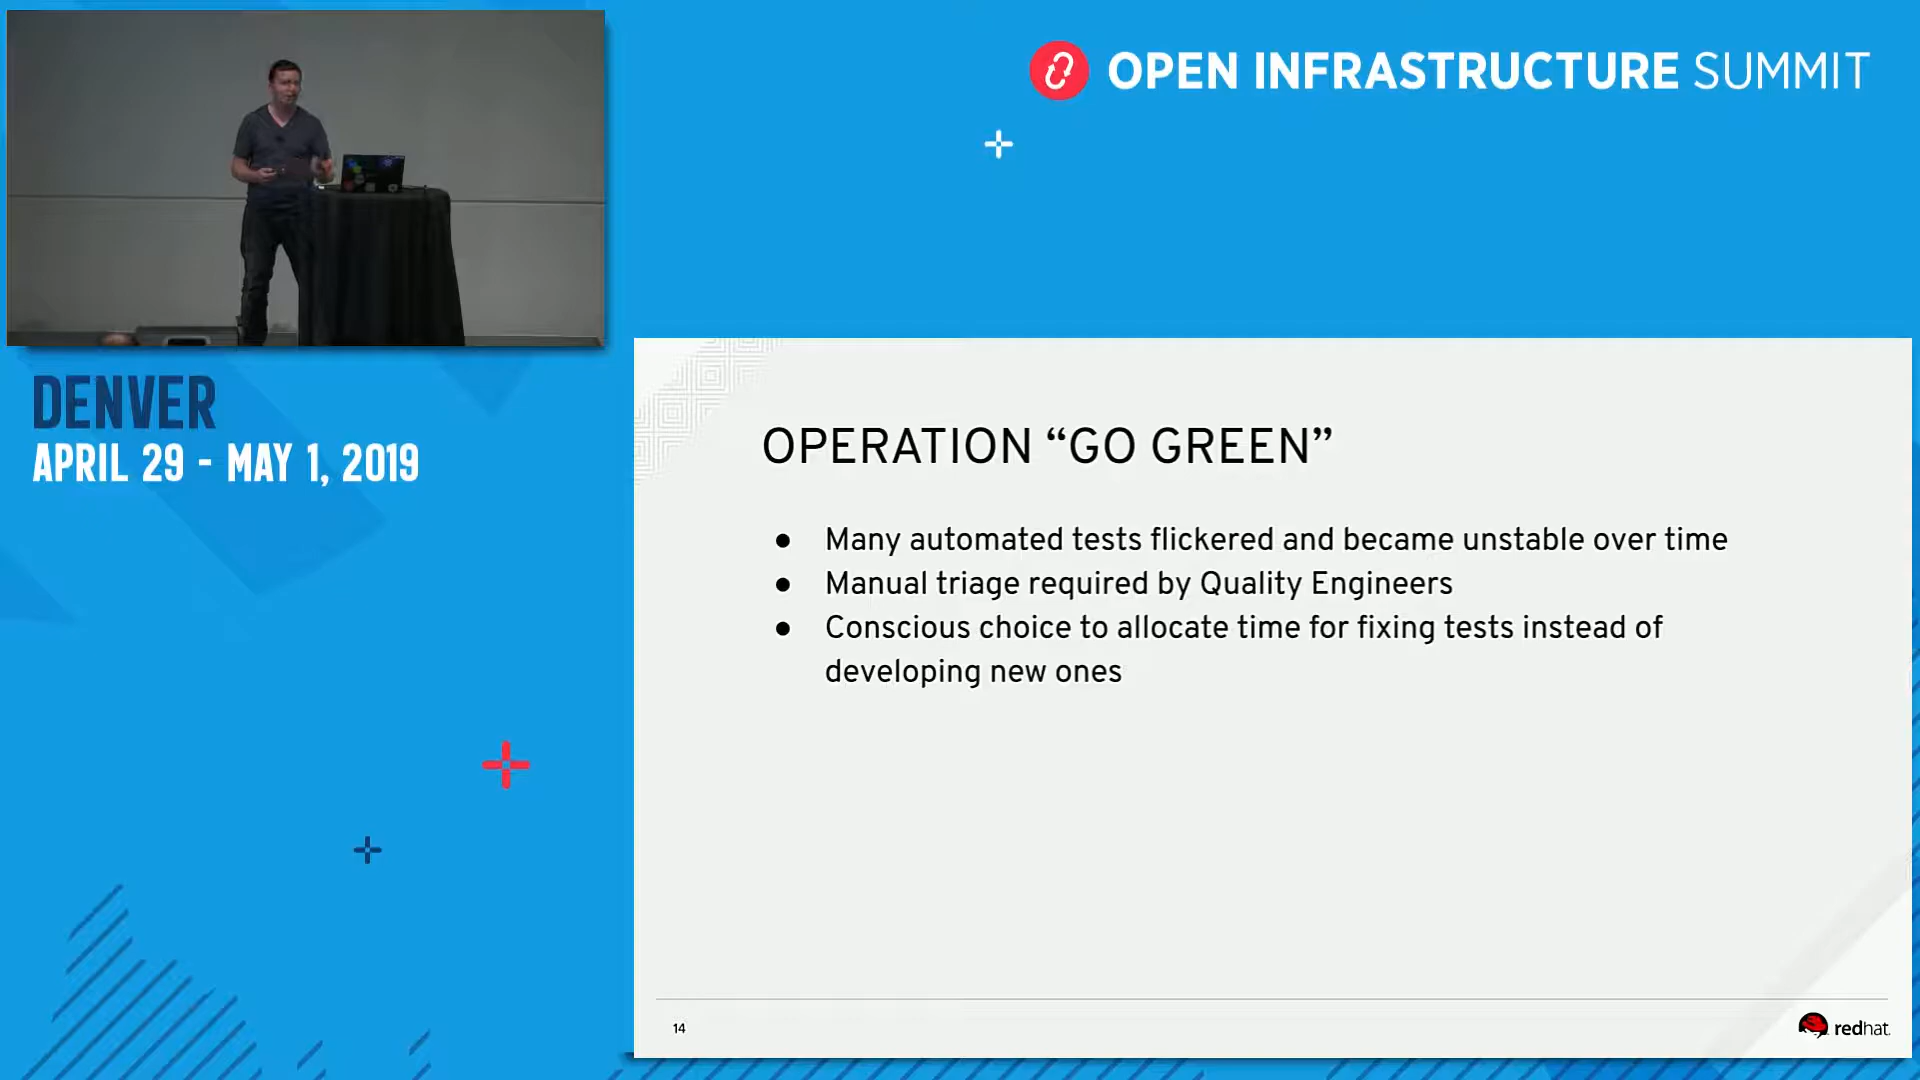 OPEN INFRASTRUCTURE SUMMIT
DENVER
APRIL 29 - MAY 1, 2019
OPERATION “GO GREEN”
● Many automated tests flickered and became unstable over time
● Manual triage required by Quality Engineers
● Conscious choice to allocate time for fixing tests instead of
developing new ones
14
redhat.